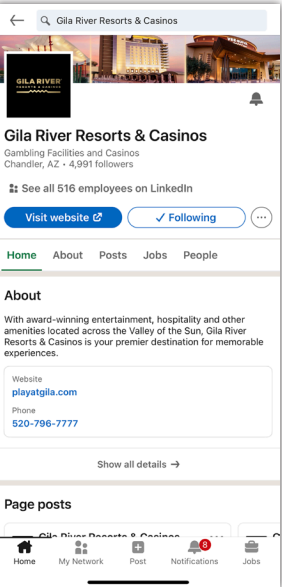 Gila River Resorts & Casinos
GILA RIVER
RESORTS & CASINOS
Gila River Resorts & Casinos
Gambling Facilities and Casinos
Chandler, AZ • 4,991 followers
See all 516 employees on LinkedIn
Visit website
✓ Following
Home About Posts Jobs People
About
With award-winning entertainment, hospitality and other
amenities located across the Valley of the Sun, Gila River
Resorts & Casinos is your premier destination for memorable
experiences.
Website
playatgila.com
Phone
520-796-7777
Show all details →
Page posts
Gila River Resorts & Casinos
8
Home My Network Post Notifications Jobs